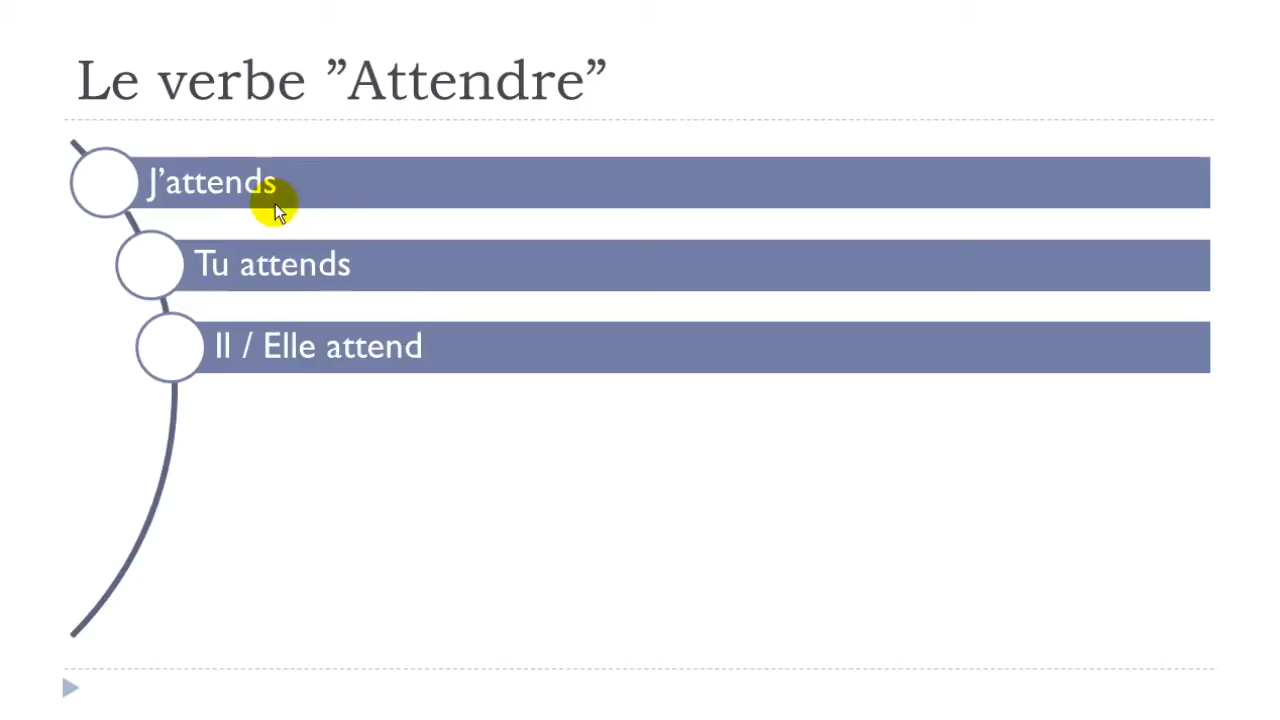 Le verbe ”Attendre”
J’attends
Tu attends
Il / Elle attend